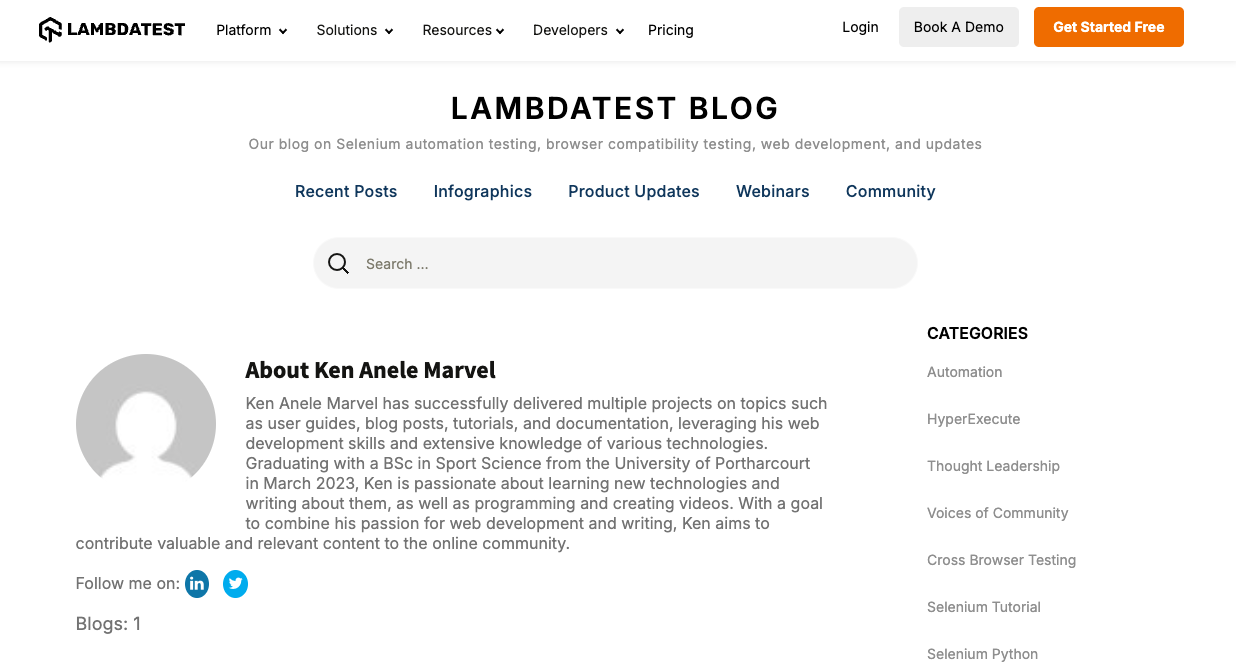 LAMBDATEST
Platform
Solutions
Resources
Developers
Pricing
Login
Book A Demo
Get Started Free
LAMBDATEST BLOG
Our blog on Selenium automation testing, browser compatibility testing, web development, and updates
Recent Posts
Infographics
Product Updates
Webinars
Community
Search ...
About Ken Anele Marvel
Ken Anele Marvel has successfully delivered multiple projects on topics such
as user guides, blog posts, tutorials, and documentation, leveraging his web
development skills and extensive knowledge of various technologies.
Graduating with a BSc in Sport Science from the University of Portharcourt
in March 2023, Ken is passionate about learning new technologies and
writing about them, as well as programming and creating videos. With a goal
to combine his passion for web development and writing, Ken aims to
contribute valuable and relevant content to the online community.
Follow me on: in
Blogs: 1
CATEGORIES
Automation
HyperExecute
Thought Leadership
Voices of Community
Cross Browser Testing
Selenium Tutorial
Selenium Python